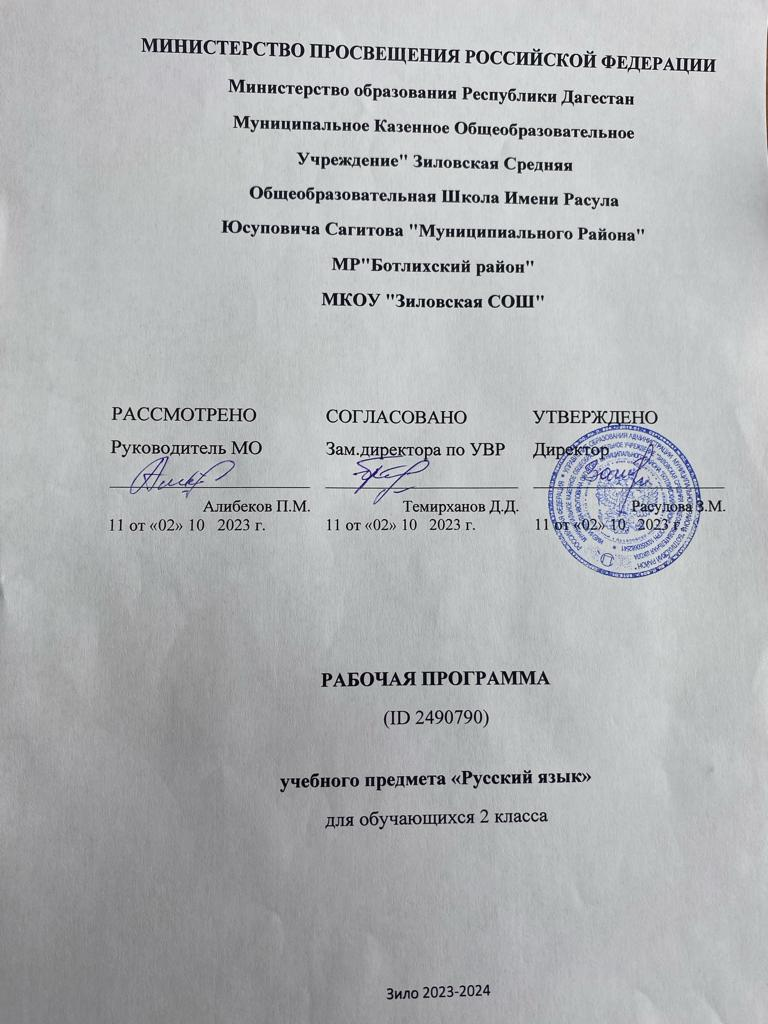 МИНИСТЕРСТВО ПРОСВЕЩЕНИЯ РОССИЙСКОЙ ФЕДЕРАЦИИ
Министерство образования Республики Дагестан
Муниципальное Казенное Общеобразовательное
Учреждение" Зиловская Средняя
Общеобразовательная Школа Имени Расула
Юсуповича Сагитова "Муниципиального Района"
МР"Ботлихский район"
МКОУ "Зиловская СОШ"
РАССМОТРЕНО СОГЛАСОВАНО УТВЕРЖДЕНО
Руководитель МО Зам.директора по УВР Директор
Алибеков П.М. Темирханов Д.Д. Расулова З.М.
11 от «02» 10 2023 г. 11 от «02» 10 2023 г. 11 от «02» 10 2023 г.
РАБОЧАЯ ПРОГРАММА
(ID 2490790)
учебного предмета «Русский язык»
для обучающихся 2 класса
Зило 2023-2024